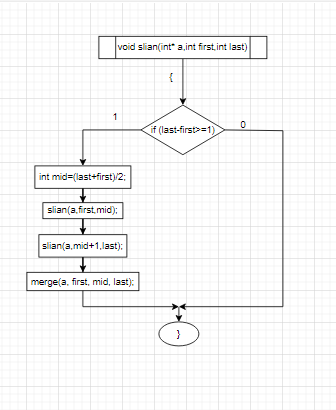 void slian(int* a,int first,int last)
{
1
if (last-first>=1)
0
int mid=(last+first)/2;
slian(a,first,mid);
slian(a,mid+1,last);
merge(a, first, mid, last);
}